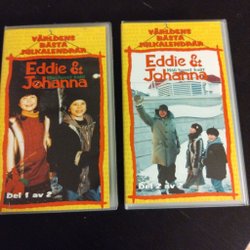 VÄRLDENS
BÄSTA
JULKALENDRAR
Eddie &
Johanna
Del 1 av 2
VÄRLDENS
BÄSTA
JULKALENDRAR
Eddie &
Johanna
Del 2 av 2